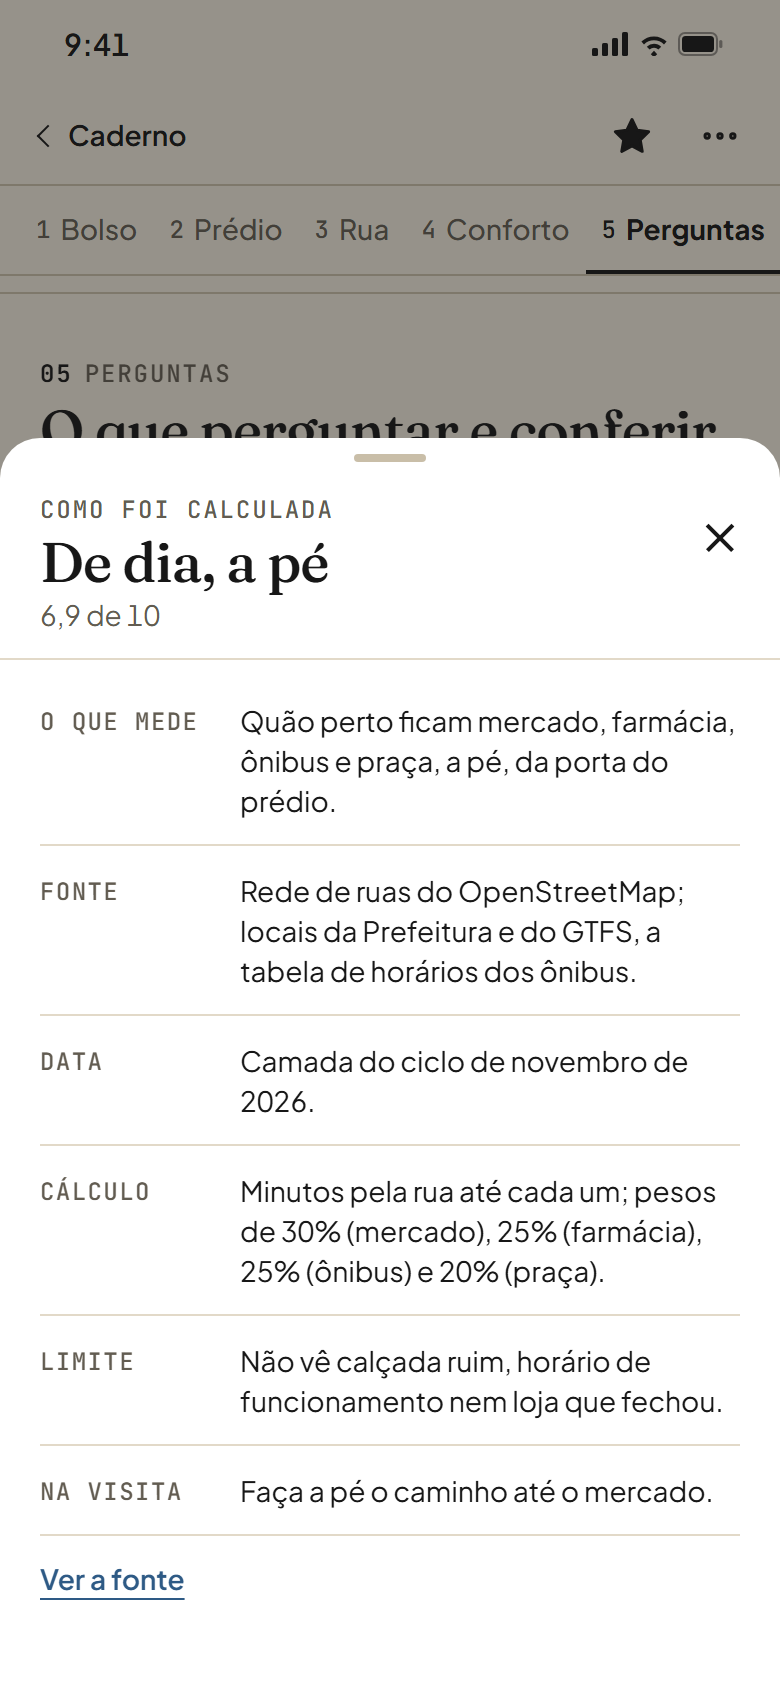 9:41
Caderno
1 Bolso 2 Prédio 3 Rua 4 Conforto 5 Perguntas
05 PERGUNTAS
O que perguntar e conferir
COMO FOI CALCULADA
De dia, a pé
6,9 de 10
O QUE MEDE
Quão perto ficam mercado, farmácia,
ônibus e praça, a pé, da porta do
prédio.
FONTE
Rede de ruas do OpenStreetMap;
locais da Prefeitura e do GTFS, a
tabela de horários dos ônibus.
DATA
Camada do ciclo de novembro de
2026.
CÁLCULO
Minutos pela rua até cada um; pesos
de 30% (mercado), 25% (farmácia),
25% (ônibus) e 20% (praça).
LIMITE
Não vê calçada ruim, horário de
funcionamento nem loja que fechou.
NA VISITA
Faça a pé o caminho até o mercado.
Ver a fonte